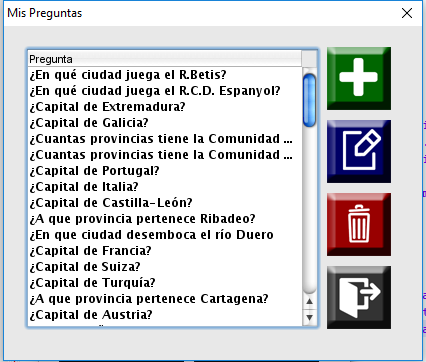 Mis Preguntas
Pregunta
¿En qué ciudad juega el R.Betis?
¿En qué ciudad juega el R.C.D. Espanyol?
¿Capital de Extremadura?
¿Capital de Galicia?
¿Cuantas provincias tiene la Comunidad ...
¿Cuantas provincias tiene la Comunidad ...
¿Capital de Portugal?
¿Capital de Italia?
¿Capital de Castilla-León?
¿A que provincia pertenece Ribadeo?
¿En que ciudad desemboca el río Duero
¿Capital de Francia?
¿Capital de Suiza?
¿Capital de Turquía?
¿A que provincia pertenece Cartagena?
¿Capital de Austria?